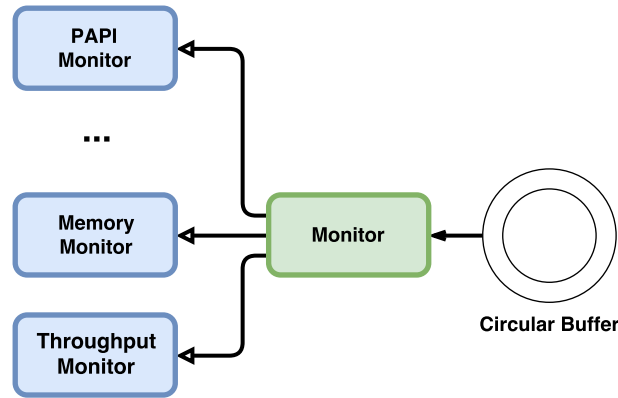 PAPI
Monitor
...
Memory
Monitor
Monitor
Circular Buffer
Throughput
Monitor